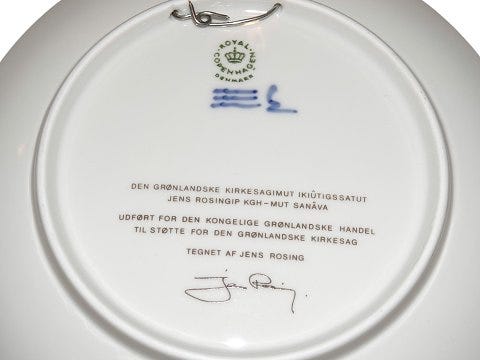 ROYAL
COPENHAGEN
DENMARK
DEN GRØNLANDSKE KIRKESAGIMUT IKIÛTIGSSATUT
JENS ROSINGIP KGH-MUT SANÂVA
UDFØRT FOR DEN KONGELIGE GRØNLANDSKE HANDEL
TIL STØTTE FOR DEN GRØNLANDSKE KIRKESAG
TEGNET AF JENS ROSING
Jens Rosing